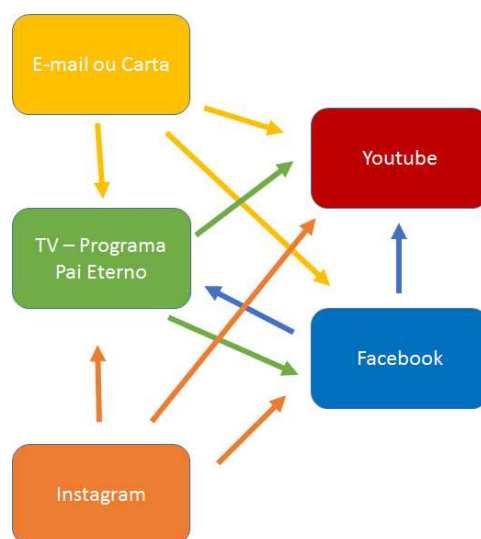 E-mail ou Carta
Youtube
TV – Programa
Pai Eterno
Facebook
Instagram